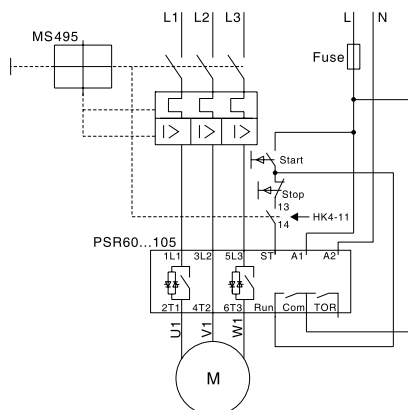 L1 L2 L3 L N
MS495
Fuse
I> I> I>
Start
Stop
13
HK4-11
14
PSR60...105
1L1 3L2 5L3 ST A1 A2
2T1 4T2 6T3 Run Com TOR
U1 V1 W1
M